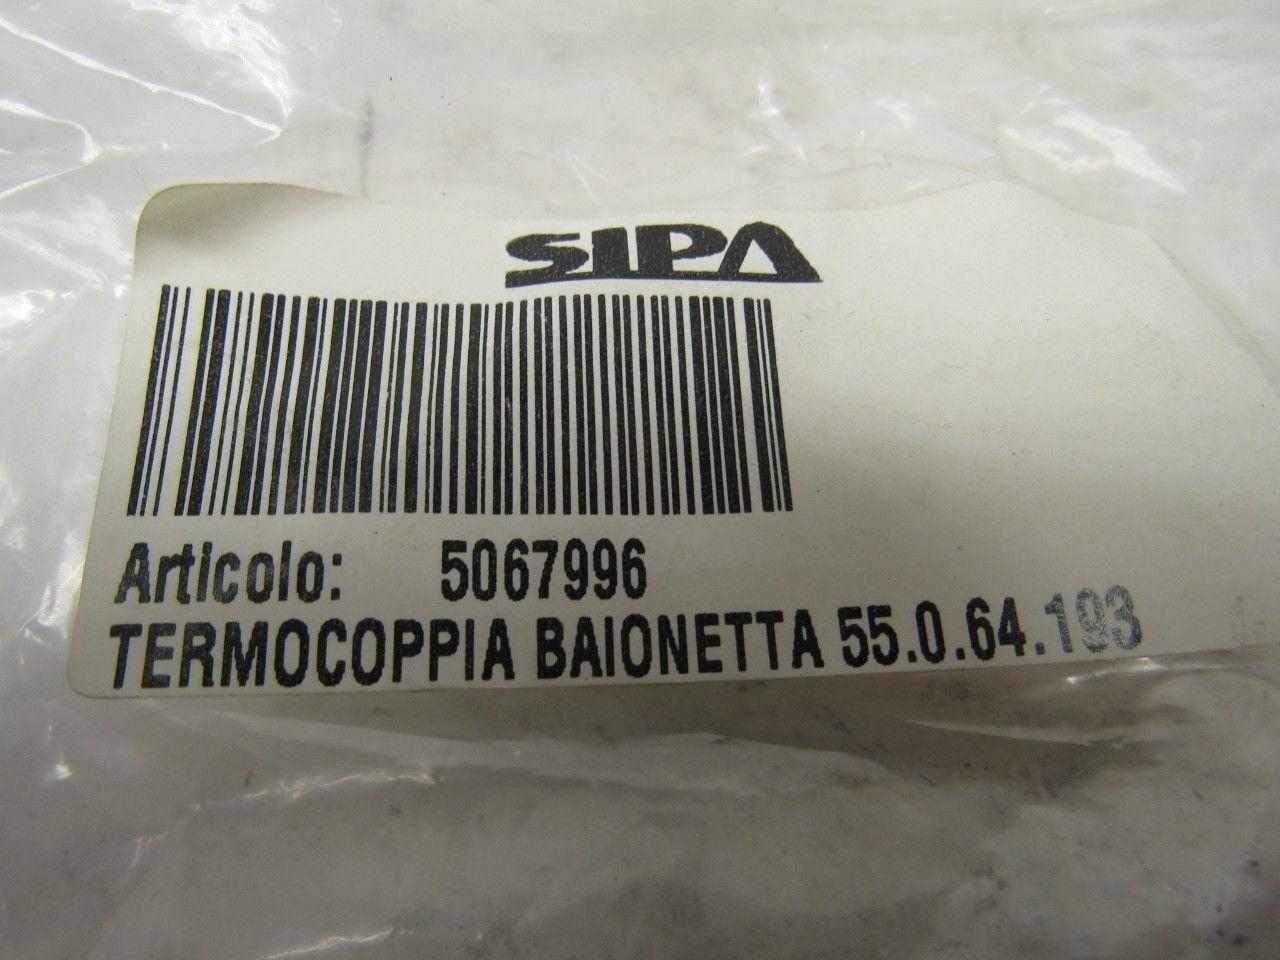 SIPA
Articolo: 5067996
TERMOCOPPIA BAIONETTA 55.0.64.193